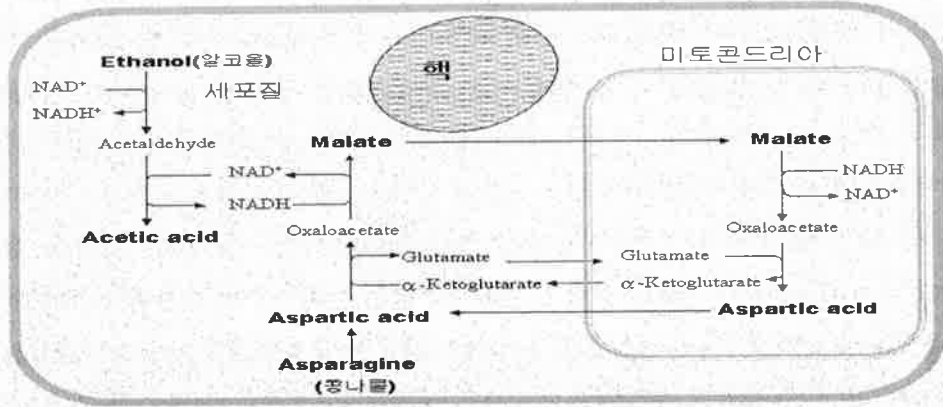 Ethanol(알코올)
NAD⁺
NADH⁺
세포질
Acetaldehyde
NAD⁺
NADH
Acetic acid
핵
Malate
Oxaloacetate
Glutamate
α-Ketoglutarate
Aspartic acid
Asparagine
(콩나물)
미토콘드리아
Malate
NADH
NAD⁺
Oxaloacetate
Glutamate
α-Ketoglutarate
Aspartic acid